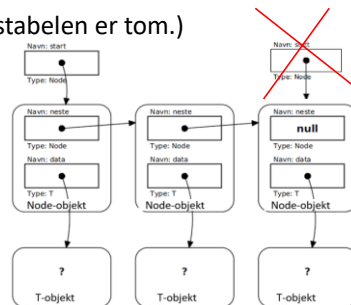 stabelen er tom.)
Navn: start
Type: Node
Navn: start
Type: Node
Navn: neste
Type: Node
Navn: data
Type: T
Node-objekt
Navn: neste
Type: Node
Navn: data
Type: T
Node-objekt
Navn: neste
null
Type: Node
Navn: data
Type: T
Node-objekt
?
T-objekt
?
T-objekt
?
T-objekt